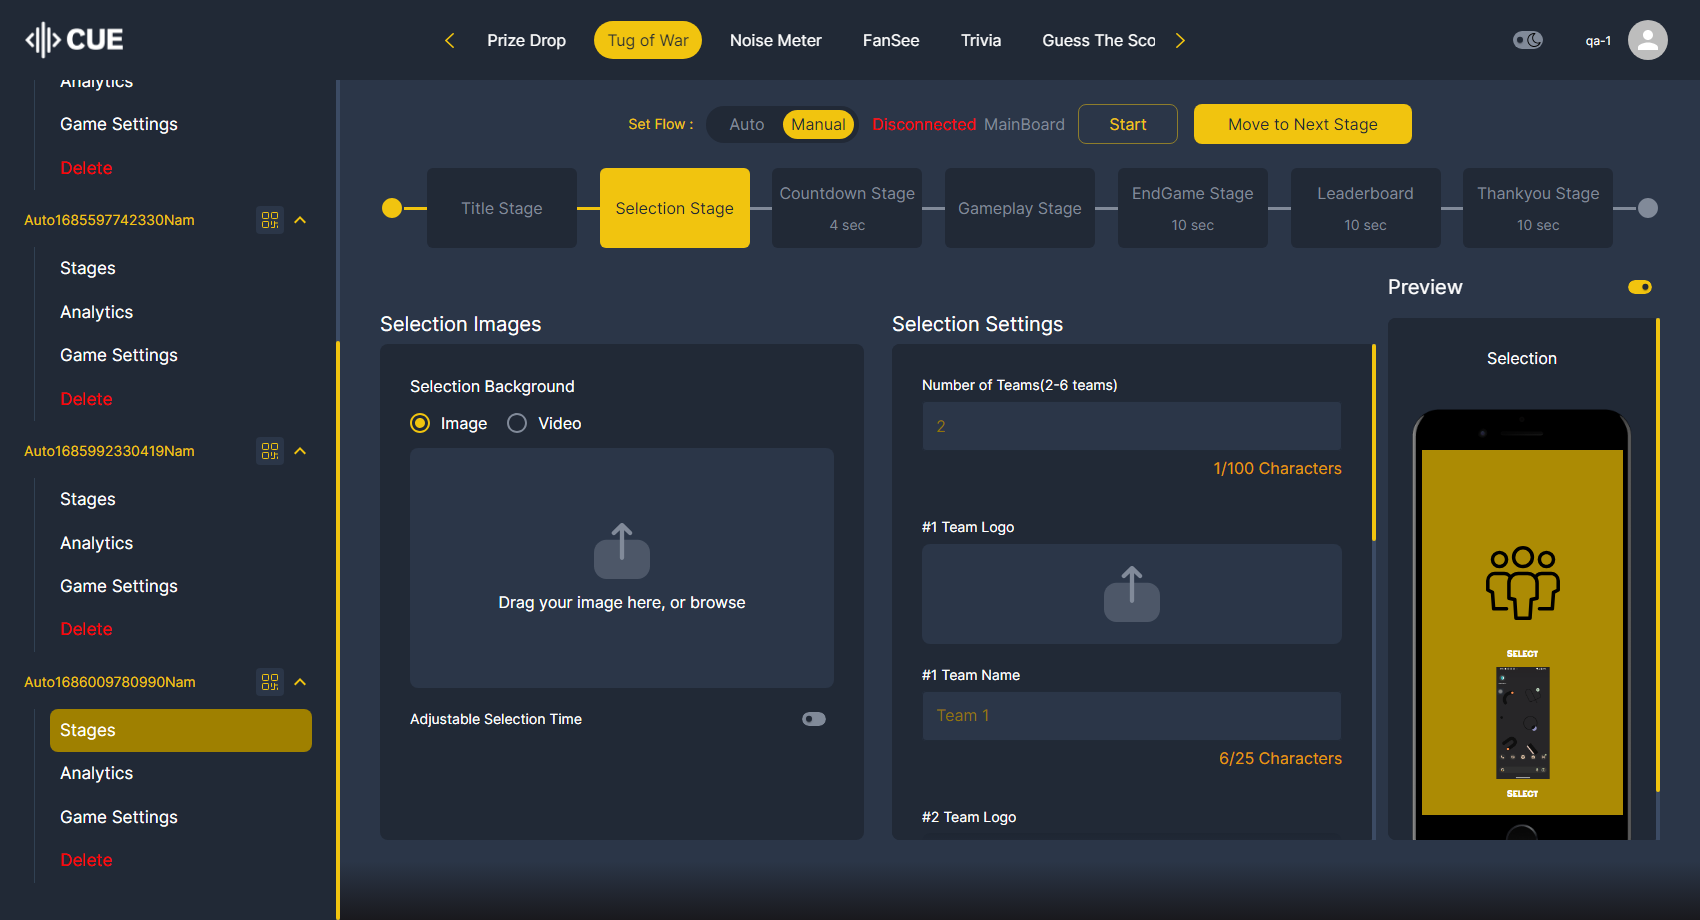 CUE
Prize Drop
Tug of War
Noise Meter
FanSee
Trivia
Guess The Sco
qa-1
Analytics
Game Settings
Delete
Auto1685597742330Nam
Stages
Analytics
Game Settings
Delete
Auto1685992330419Nam
Stages
Analytics
Game Settings
Delete
Auto1686009780990Nam
Stages
Analytics
Game Settings
Delete
Set Flow :
Auto
Manual
Disconnected MainBoard
Start
Move to Next Stage
Title Stage
Selection Stage
Countdown Stage
4 sec
Gameplay Stage
EndGame Stage
10 sec
Leaderboard
10 sec
Thankyou Stage
10 sec
Selection Images
Selection Background
Image
Video
Drag your image here, or browse
Adjustable Selection Time
Selection Settings
Number of Teams(2-6 teams)
2
1/100 Characters
#1 Team Logo
#1 Team Name
Team 1
6/25 Characters
#2 Team Logo
Preview
Selection
SELECT
SELECT